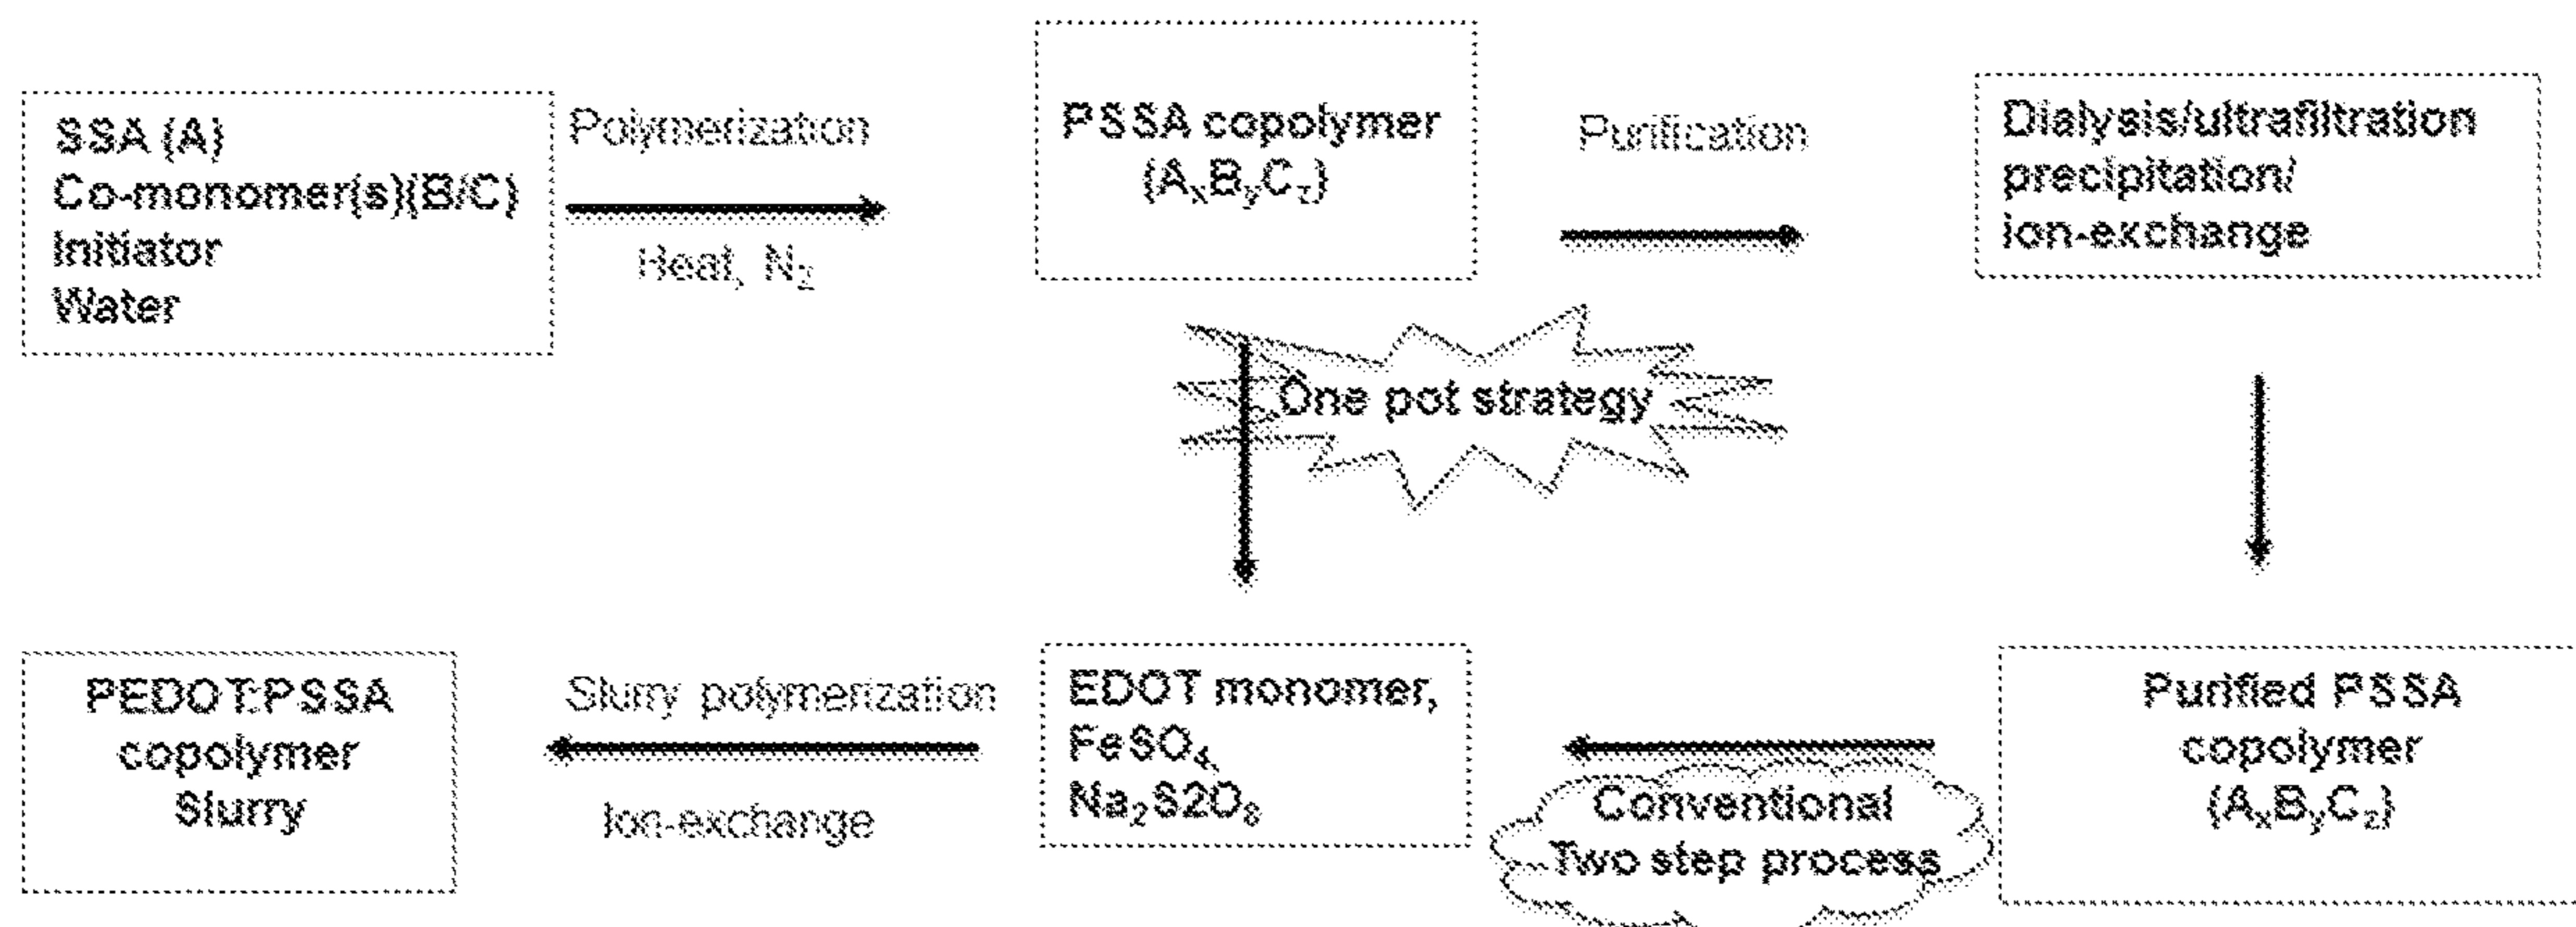 SSA (A)
Co-monomer(s)(B/C)
Initiator
Water
Polymerization
Heat, N₂
PSSA copolymer
(AₓBᵧC𝓏)
Purification
Dialysis/ultrafiltration
precipitation/
ion-exchange
One pot strategy
PEDOT:PSSA
copolymer
Slurry
Slurry polymerization
Ion-exchange
EDOT monomer,
FeSO₄,
Na₂S2O₈
Conventional
Two step process
Purified PSSA
copolymer
(AₓBᵧC𝓏)